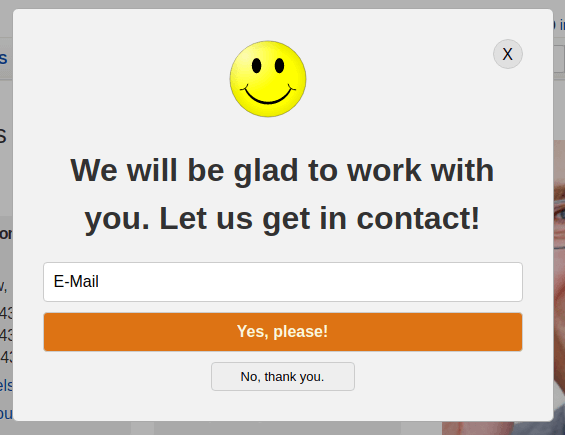 X
We will be glad to work with
you. Let us get in contact!
E-Mail
Yes, please!
No, thank you.